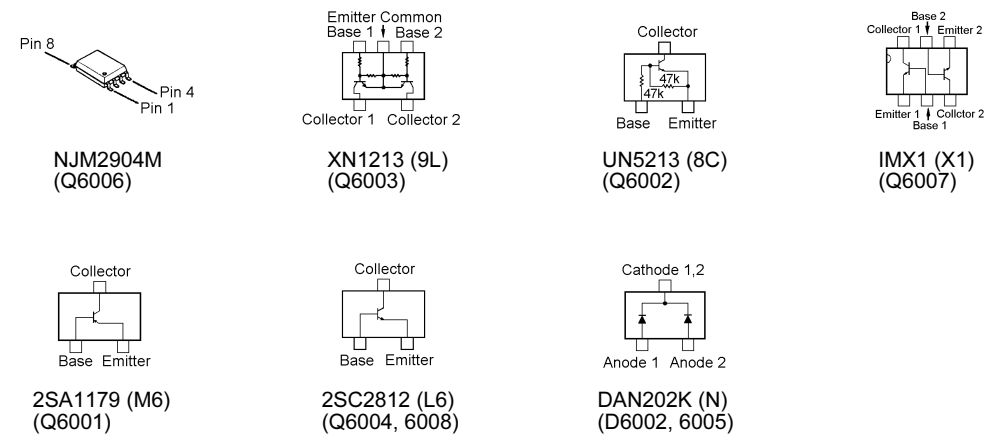 Pin 8
Pin 4
Pin 1
NJM2904M
(Q6006)
Emitter Common
Base 1 Base 2
Collector 1 Collector 2
XN1213 (9L)
(Q6003)
Collector
47k
47k
Base Emitter
UN5213 (8C)
(Q6002)
Base 2
Collector 1 Emitter 2
Emitter 1 Collctor 2
Base 1
IMX1 (X1)
(Q6007)
Collector
Base Emitter
2SA1179 (M6)
(Q6001)
Collector
Base Emitter
2SC2812 (L6)
(Q6004, 6008)
Cathode 1,2
Anode 1 Anode 2
DAN202K (N)
(D6002, 6005)